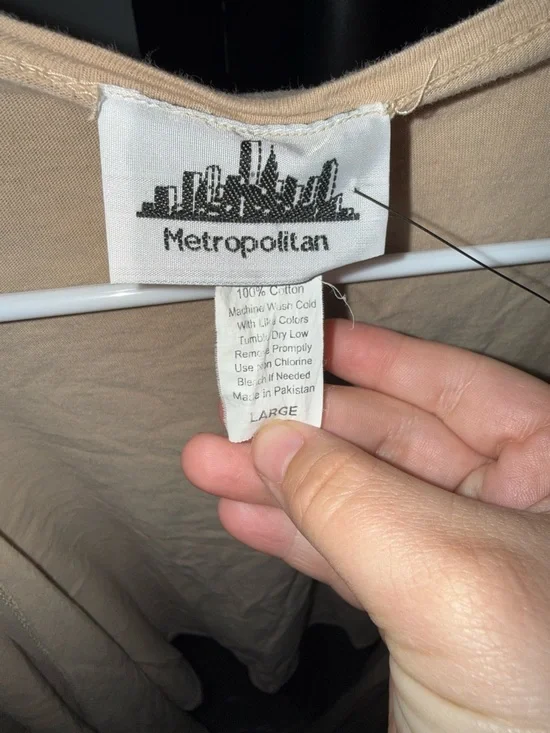 Metropolitan
100% Cotton
Machine Wash Cold
With Like Colors
Tumble Dry Low
Remove Promptly
Use Non Chlorine
Bleach If Needed
Made in Pakistan
LARGE